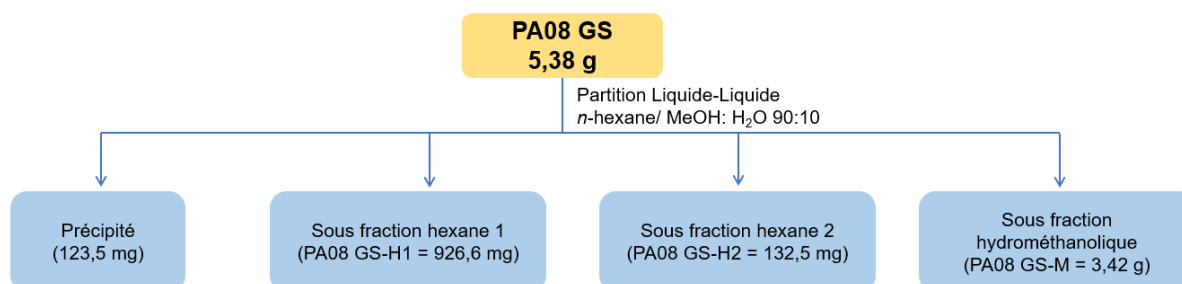 PA08 GS
5,38 g
Partition Liquide-Liquide
n-hexane/ MeOH: H₂O 90:10
Précipité
(123,5 mg)
Sous fraction hexane 1
(PA08 GS-H1 = 926,6 mg)
Sous fraction hexane 2
(PA08 GS-H2 = 132,5 mg)
Sous fraction
hydrométhanolique
(PA08 GS-M = 3,42 g)